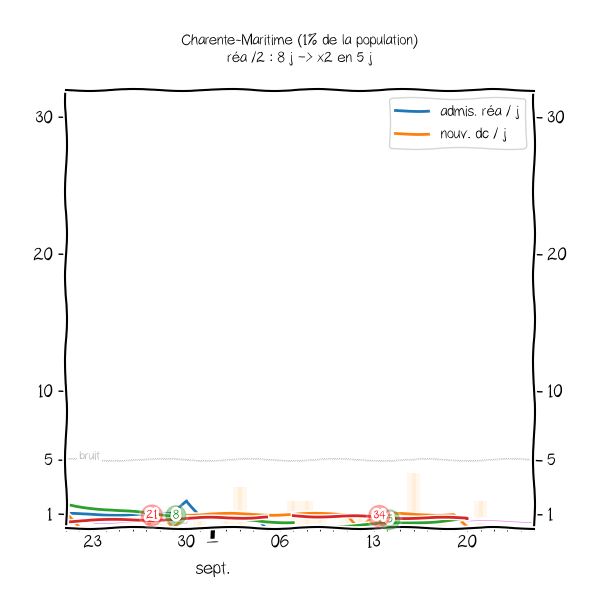 Charente-Maritime (1% de la population)
réa /2 : 8 j -> x2 en 5 j
admis. réa / j
nouv. dc / j
30 30
20 20
10 10
5 bruit 5
1 21 8 34 1
23 30 06 13 20
sept.